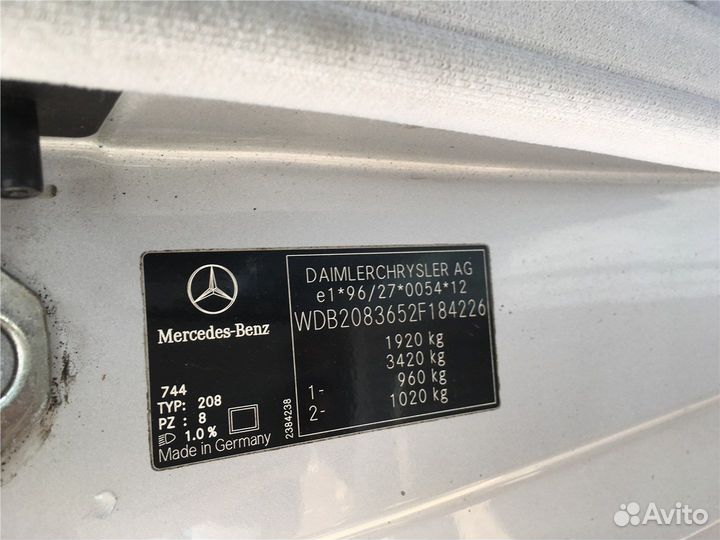 Mercedes-Benz
744
TYP: 208
PZ : 8
1.0%
Made in Germany
2384238
DAIMLERCHRYSLER AG
e1*96/27*0054*12
WDB2083652F184226
1920 kg
3420 kg
1- 960 kg
2- 1020 kg
Avito